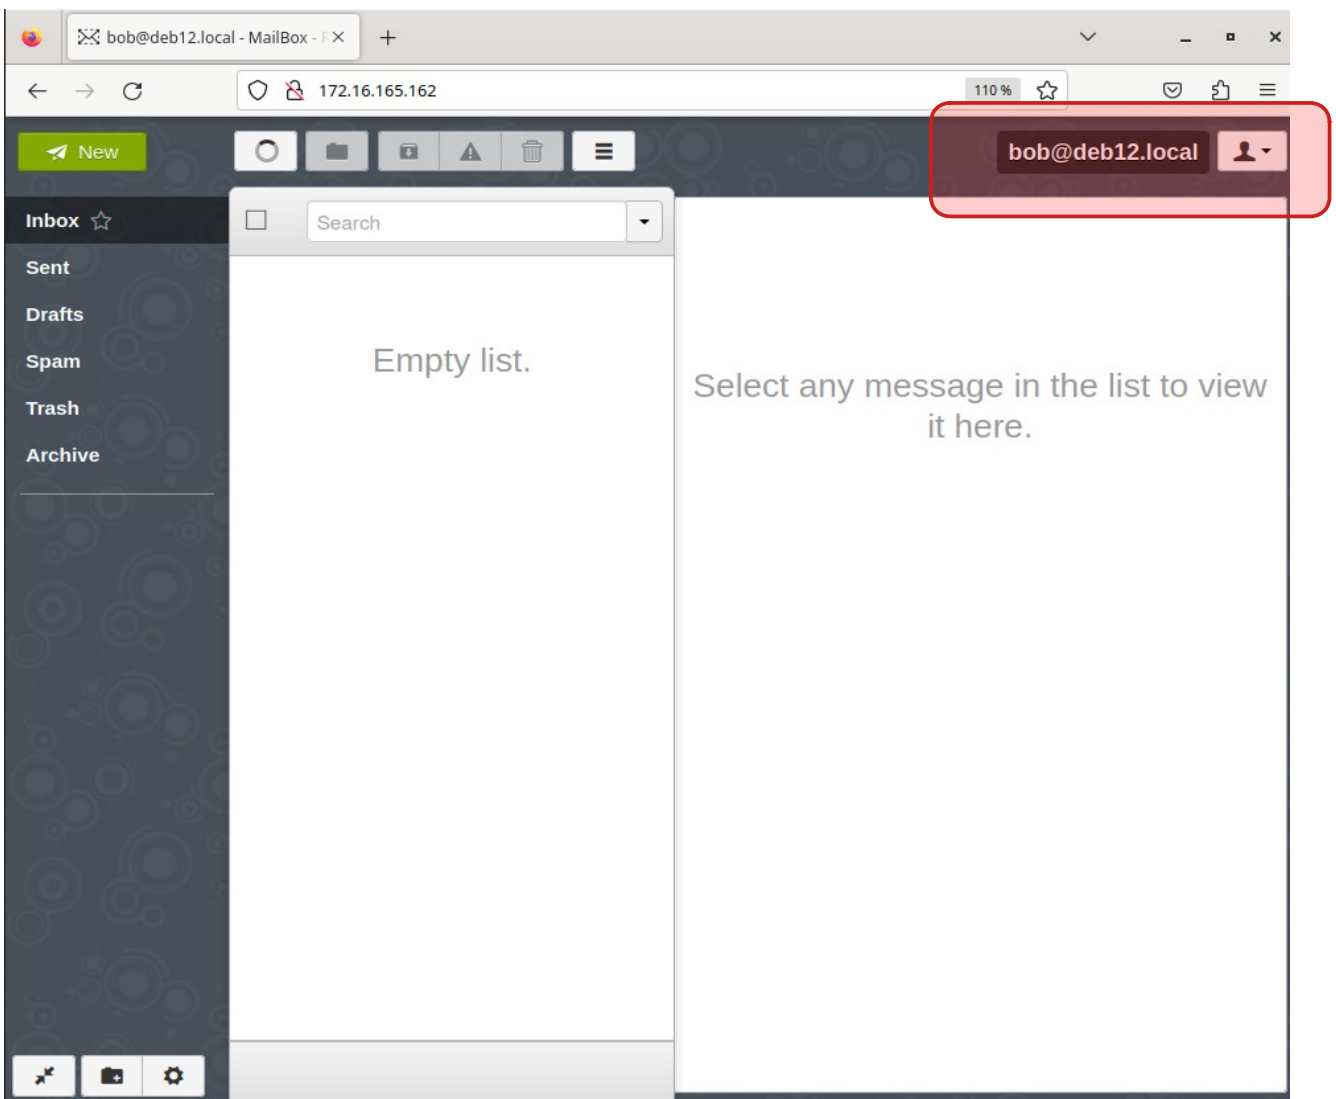 bob@deb12.local - MailBox -
172.16.165.162
110 %
New
bob@deb12.local
Inbox
Search
Sent
Drafts
Spam
Trash
Archive
Empty list.
Select any message in the list to view
it here.